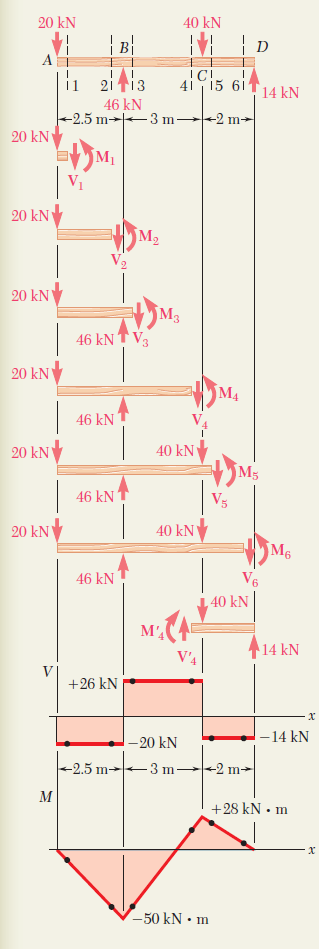 20 kN 40 kN
A B C D
1 2 3 4 5 6
46 kN 14 kN
2.5 m 3 m 2 m
20 kN M₁
V₁
20 kN M₂
V₂
20 kN M₃
46 kN V₃
20 kN M₄
46 kN V₄
20 kN 40 kN M₅
46 kN V₅
20 kN 40 kN M₆
46 kN V₆
40 kN
M′₄
V′₄ 14 kN
V
+26 kN
x
−20 kN −14 kN
2.5 m 3 m 2 m
M
+28 kN • m
x
−50 kN • m